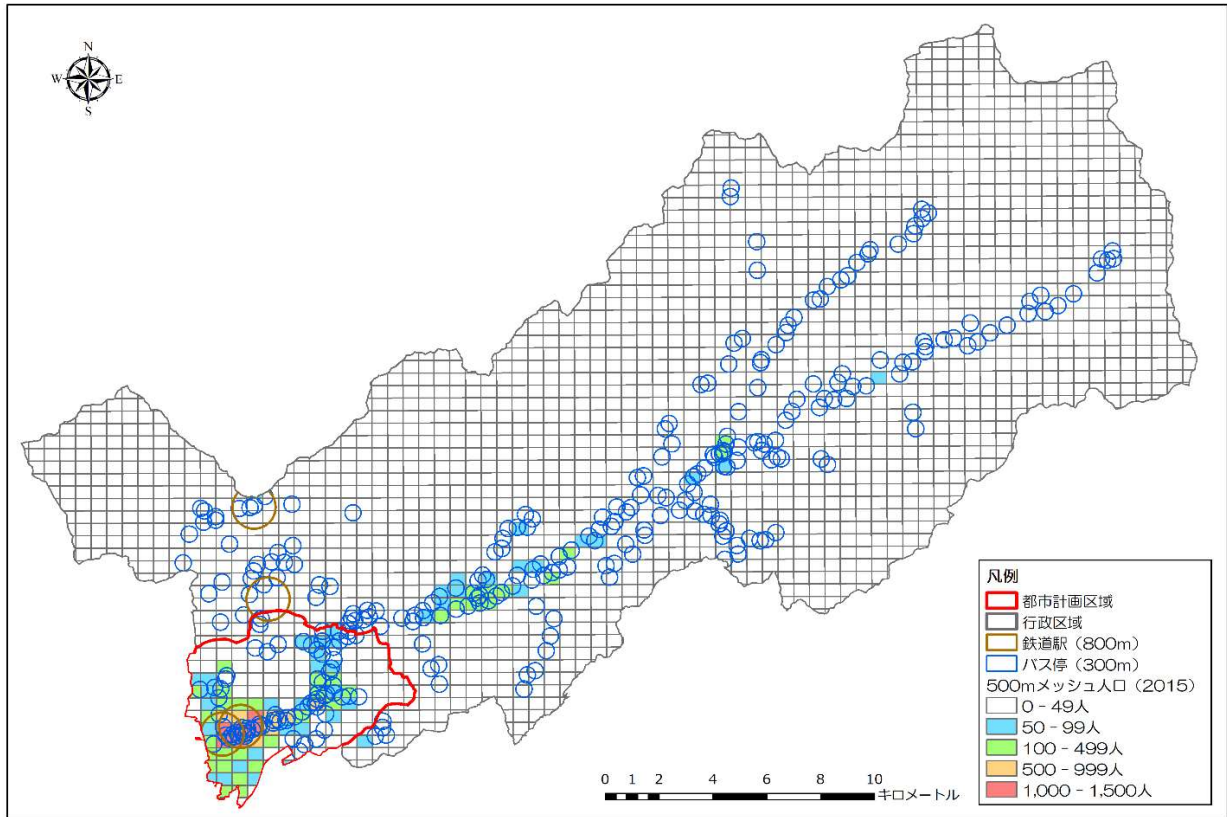 N
W E
S
凡例
都市計画区域
行政区域
鉄道駅（800m）
バス停（300m）
500mメッシュ人口（2015）
0 - 49人
50 - 99人
100 - 499人
500 - 999人
1,000 - 1,500人
0 2 4 6 8 10
キロメートル